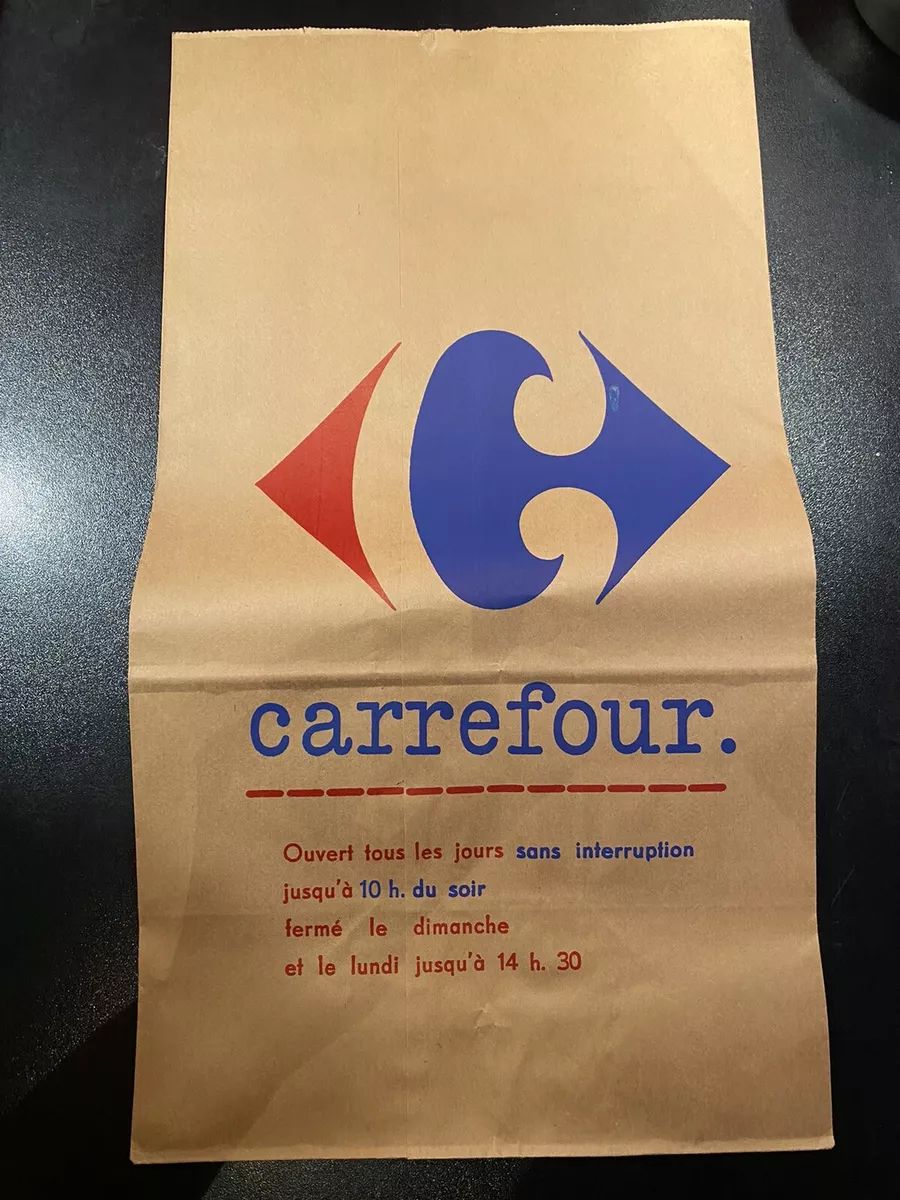 carrefour.
Ouvert tous les jours sans interruption
jusqu'à 10 h. du soir
fermé le dimanche
et le lundi jusqu'à 14 h. 30